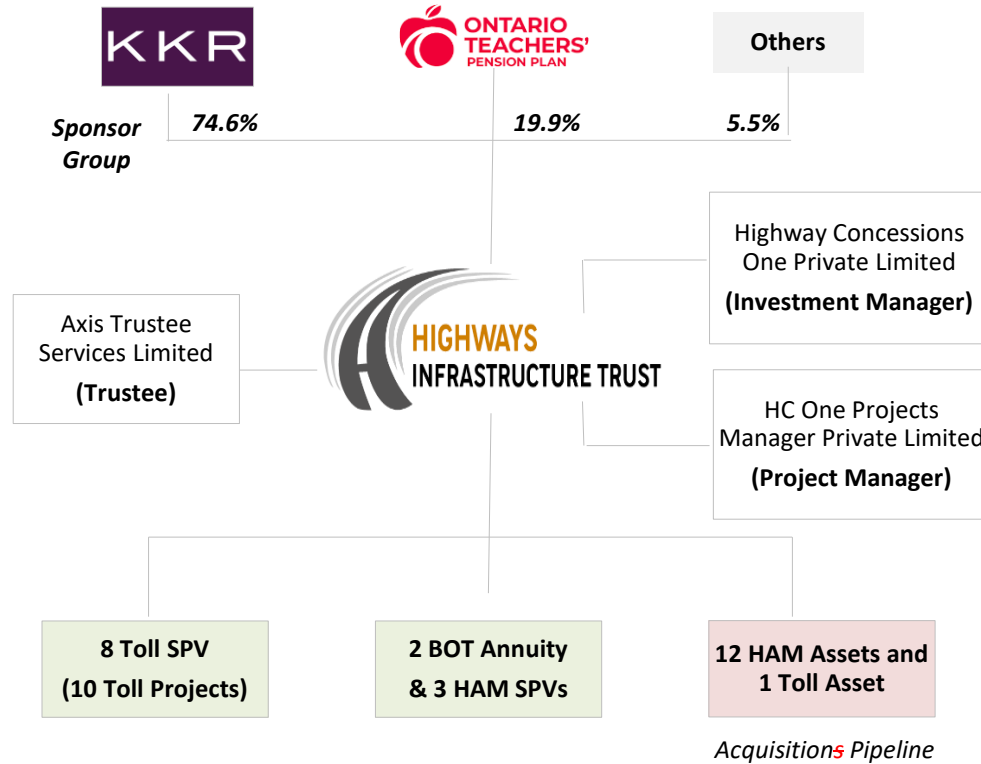 KKR
ONTARIO
TEACHERS'
PENSION PLAN
Others
Sponsor
Group
74.6%
19.9%
5.5%
Highway Concessions
One Private Limited
(Investment Manager)
Axis Trustee
Services Limited
(Trustee)
HIGHWAYS
INFRASTRUCTURE TRUST
HC One Projects
Manager Private Limited
(Project Manager)
8 Toll SPV
(10 Toll Projects)
2 BOT Annuity
& 3 HAM SPVs
12 HAM Assets and
1 Toll Asset
Acquisitions Pipeline